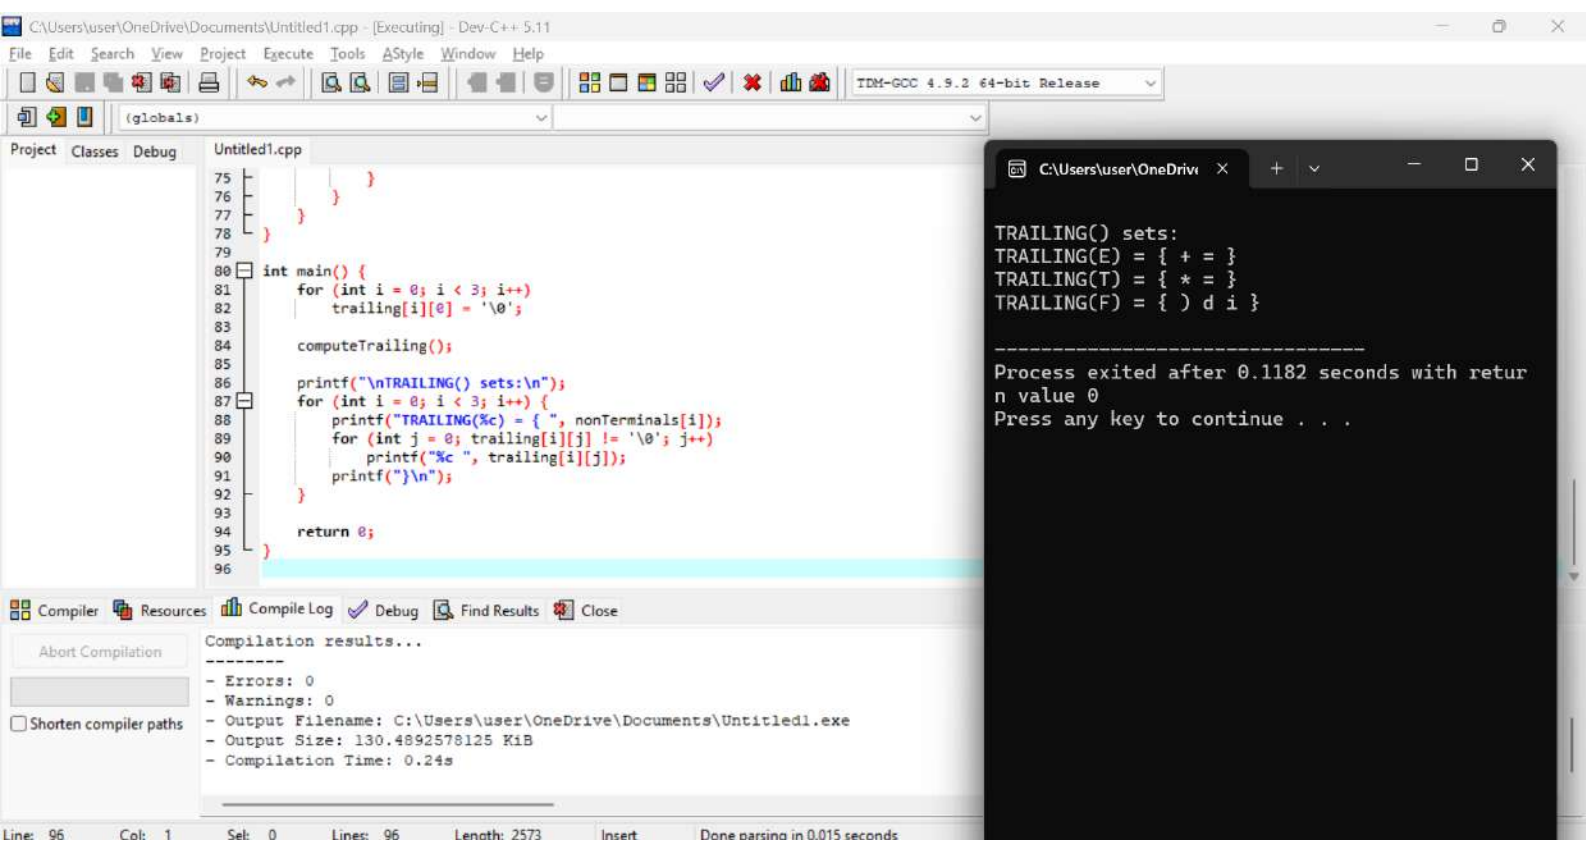 C:\Users\user\OneDrive\Documents\Untitled1.cpp - [Executing] - Dev-C++ 5.11
File Edit Search View Project Execute Tools AStyle Window Help
TDM-GCC 4.9.2 64-bit Release
(globals)
Project Classes Debug
Untitled1.cpp
75 }
76 }
77 }
78 }
79
80 int main() {
81 for (int i = 0; i < 3; i++)
82 trailing[i][0] = '\0';
83
84 computeTrailing();
85
86 printf("\nTRAILING() sets:\n");
87 for (int i = 0; i < 3; i++) {
88 printf("TRAILING(%c) = { ", nonTerminals[i]);
89 for (int j = 0; trailing[i][j] != '\0'; j++)
90 printf("%c ", trailing[i][j]);
91 printf("}\n");
92 }
93
94 return 0;
95 }
96
C:\Users\user\OneDriv
TRAILING() sets:
TRAILING(E) = { + = }
TRAILING(T) = { * = }
TRAILING(F) = { ) d i }
--------------------------------
Process exited after 0.1182 seconds with retur
n value 0
Press any key to continue . . .
Compiler Resources Compile Log Debug Find Results Close
Abort Compilation
Shorten compiler paths
Compilation results...
--------
- Errors: 0
- Warnings: 0
- Output Filename: C:\Users\user\OneDrive\Documents\Untitled1.exe
- Output Size: 130.4892578125 KiB
- Compilation Time: 0.24s
Line: 96 Col: 1 Sel: 0 Lines: 96 Length: 2573 Insert Done parsing in 0.015 seconds